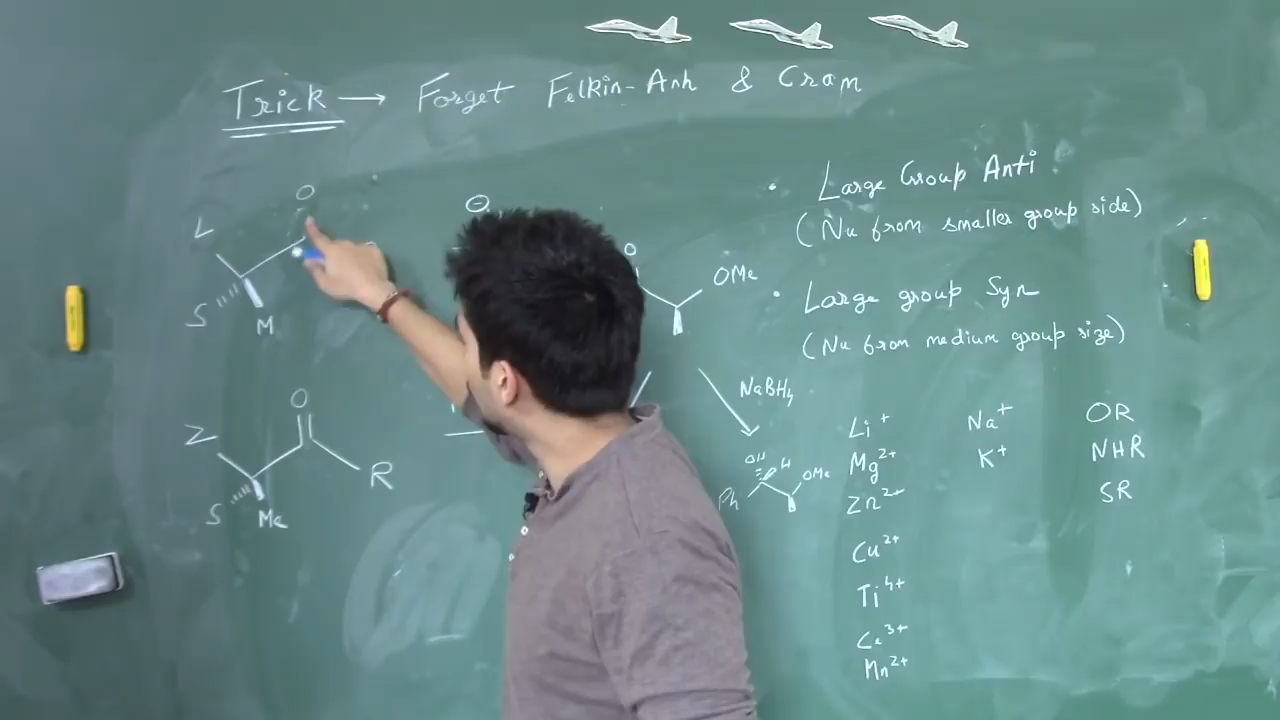 Trick → Forget Felkin-Anh & Cram
O
L
S
M
⊖
O
OMe
• Large Group Anti
(Nu from smaller group side)
• Large group Syn
(Nu from medium group size)
NaBH4
O
Z
R
S
Me
OH
H
OMe
Ph
Li+ Na+ OR
Mg2+ K+ NHR
Zn2+ SR
Cu2+
Ti4+
Ce3+
Mn2+